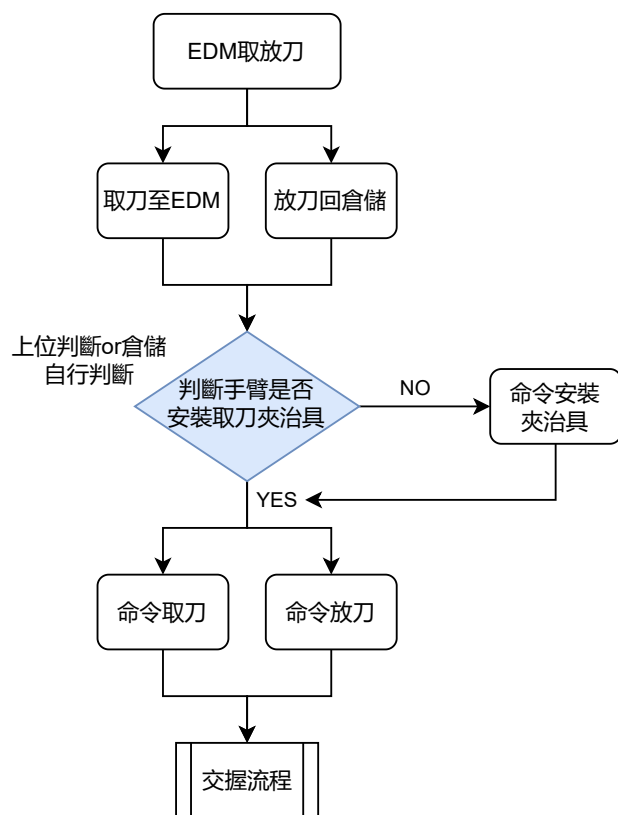 EDM取放刀
取刀至EDM
放刀回倉儲
上位判斷or倉儲
自行判斷
判斷手臂是否
安裝取刀夾治具
NO
命令安裝
夾治具
YES
命令取刀
命令放刀
交握流程